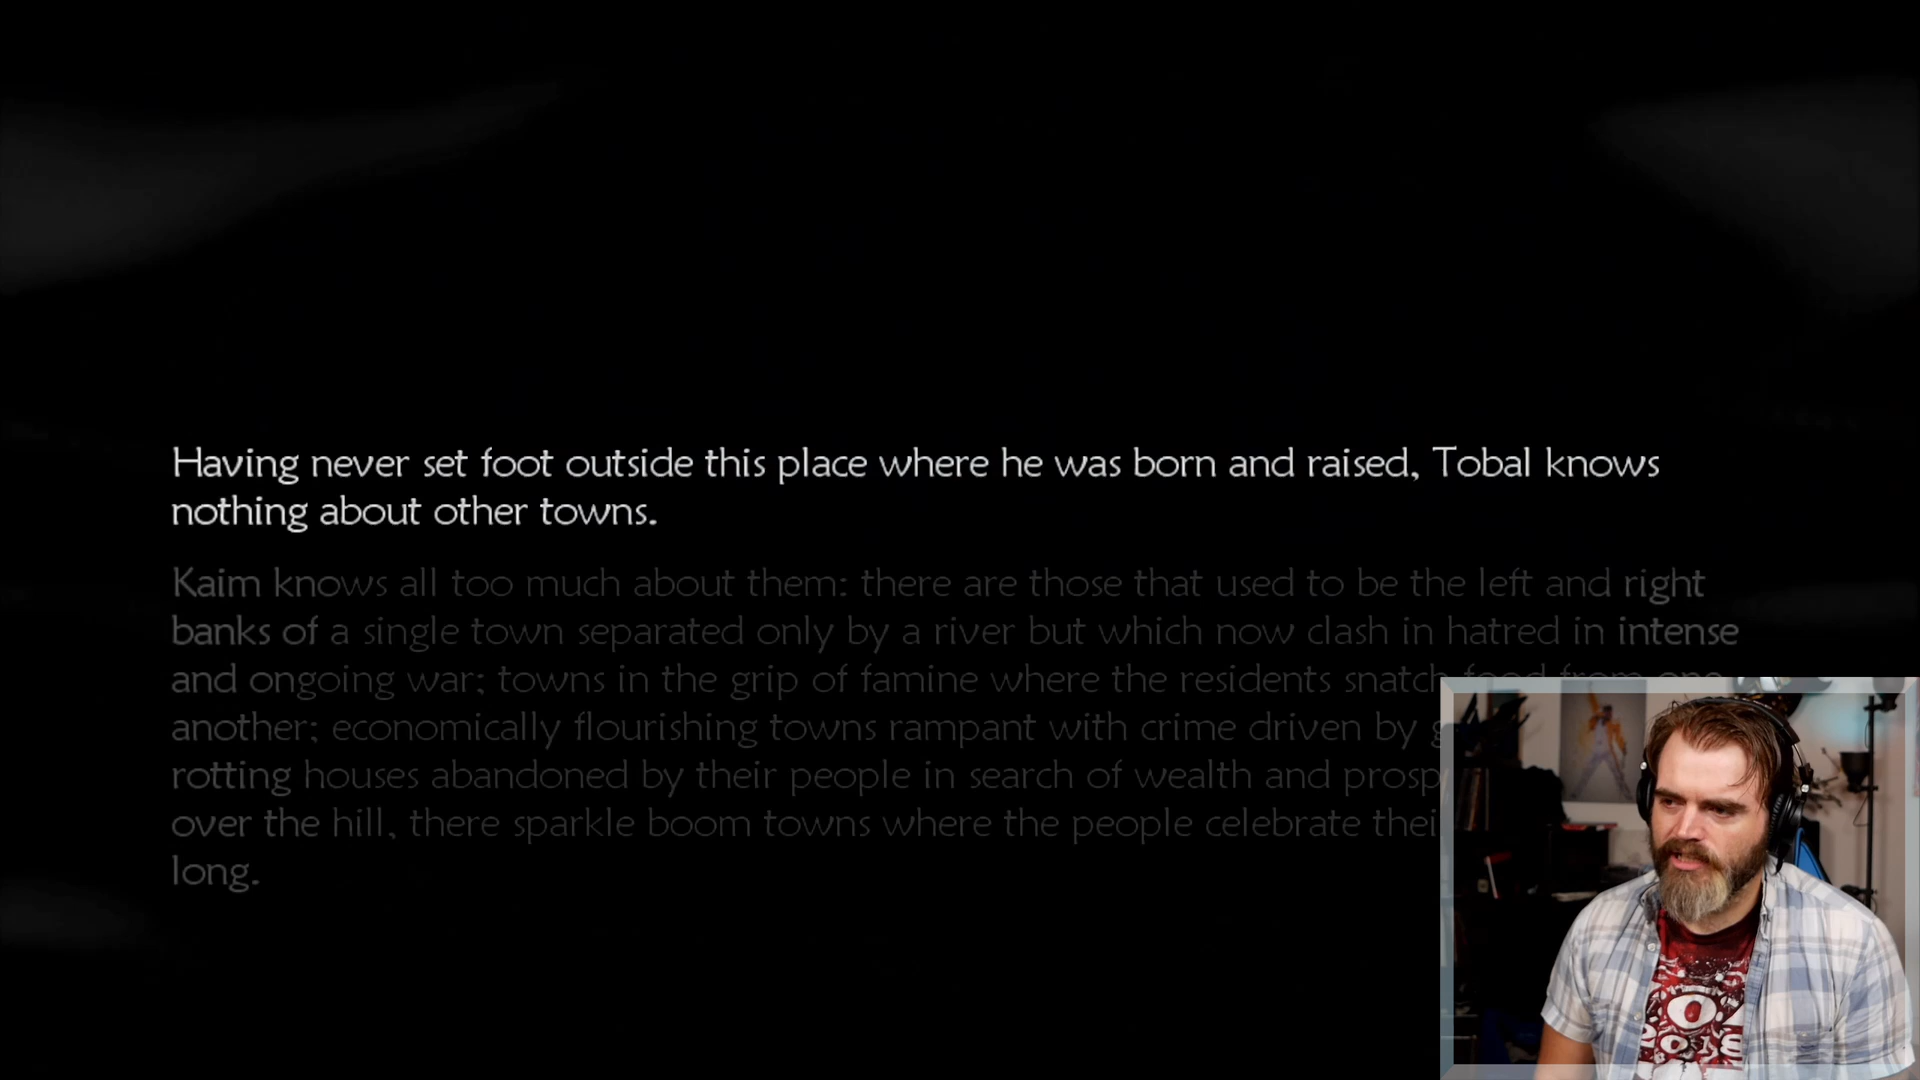 Having never set foot outside this place where he was born and raised, Tobal knows
nothing about other towns.
Kaim knows all too much about them: there are those that used to be the left and right
banks of a single town separated only by a river but which now clash in hatred in intense
and ongoing war; towns in the grip of famine where the residents snatch food from one
another; economically flourishing towns rampant with crime driven by
rotting houses abandoned by their people in search of wealth and
over the hill, there sparkle boom towns where the people celebrate
long.
2018